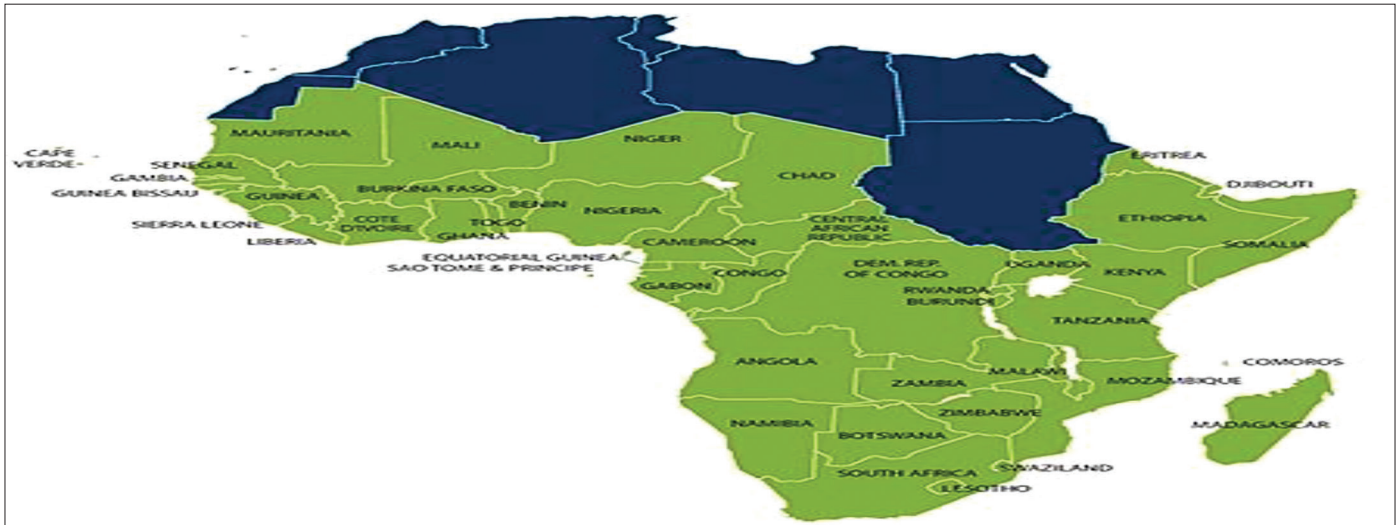 MAURITANIA
MALI
NIGER
CHAD
ERITREA
CAPE
VERDE
SENEGAL
GAMBIA
GUINEA BISSAU
GUINEA
BURKINA FASO
BENIN
NIGERIA
DJIBOUTI
ETHIOPIA
SIERRA LEONE
COTE
D'IVOIRE
TOGO
GHANA
LIBERIA
CENTRAL
AFRICAN
REPUBLIC
CAMEROON
SOMALIA
EQUATORIAL GUINEA
SAO TOME & PRINCIPE
GABON
CONGO
DEM. REP.
OF CONGO
UGANDA
KENYA
RWANDA
BURUNDI
TANZANIA
ANGOLA
ZAMBIA
MALAWI
COMOROS
MOZAMBIQUE
NAMIBIA
BOTSWANA
ZIMBABWE
MADAGASCAR
SOUTH AFRICA
SWAZILAND
LESOTHO